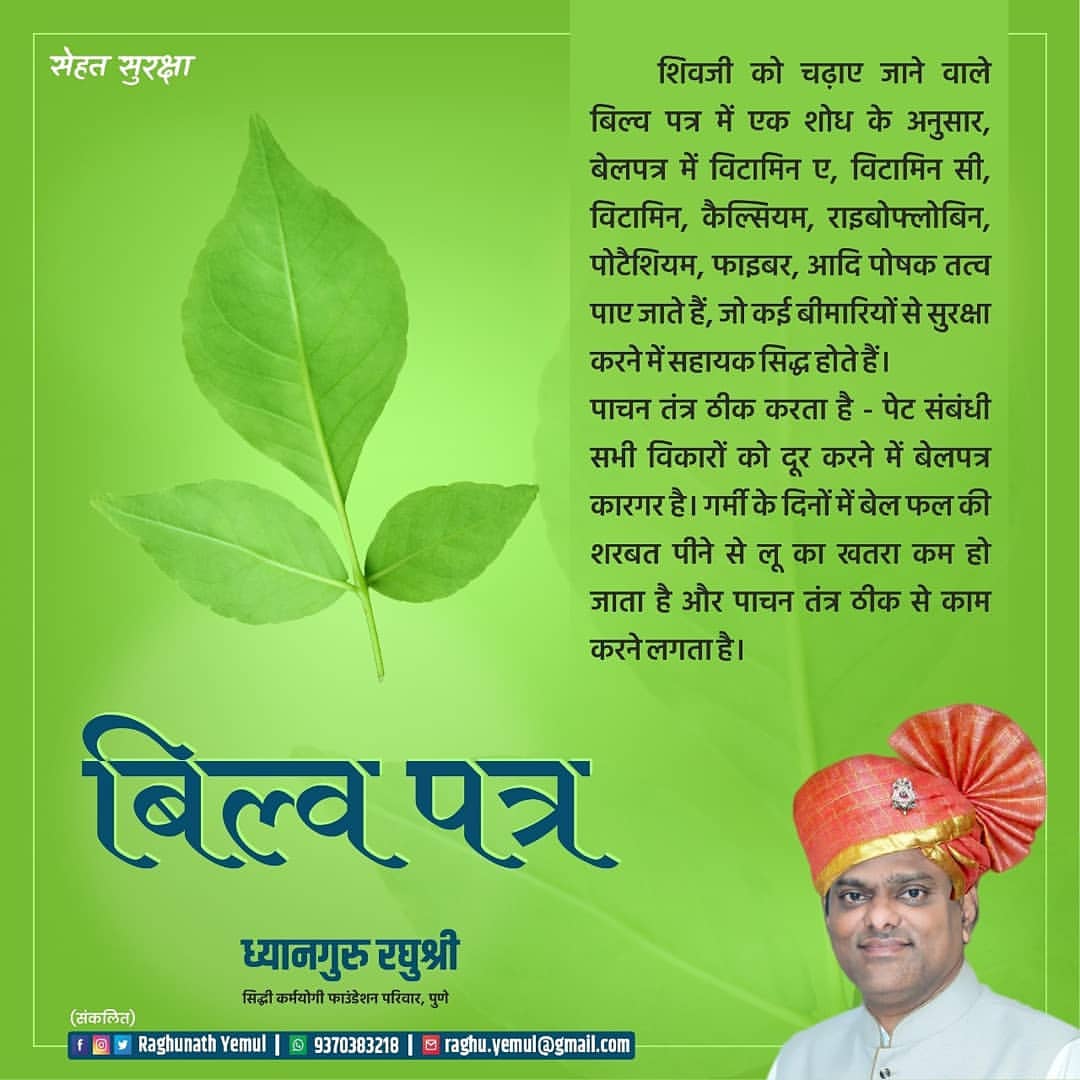 सेहत सुरक्षा
शिवजी को चढ़ाए जाने वाले
बिल्व पत्र में एक शोध के अनुसार,
बेलपत्र में विटामिन ए, विटामिन सी,
विटामिन, कैल्सियम, राइबोफ्लोबिन,
पोटैशियम, फाइबर, आदि पोषक तत्व
पाए जाते हैं, जो कई बीमारियों से सुरक्षा
करने में सहायक सिद्ध होते हैं।
पाचन तंत्र ठीक करता है - पेट संबंधी
सभी विकारों को दूर करने में बेलपत्र
कारगर है। गर्मी के दिनों में बेल फल की
शरबत पीने से लू का खतरा कम हो
जाता है और पाचन तंत्र ठीक से काम
करने लगता है।
बिल्व पत्र
ध्यानगुरु रघुश्री
सिद्धी कर्मयोगी फाउंडेशन परिवार, पुणे
(संकलित)
Raghunath Yemul | 9370383218 | raghu.yemul@gmail.com